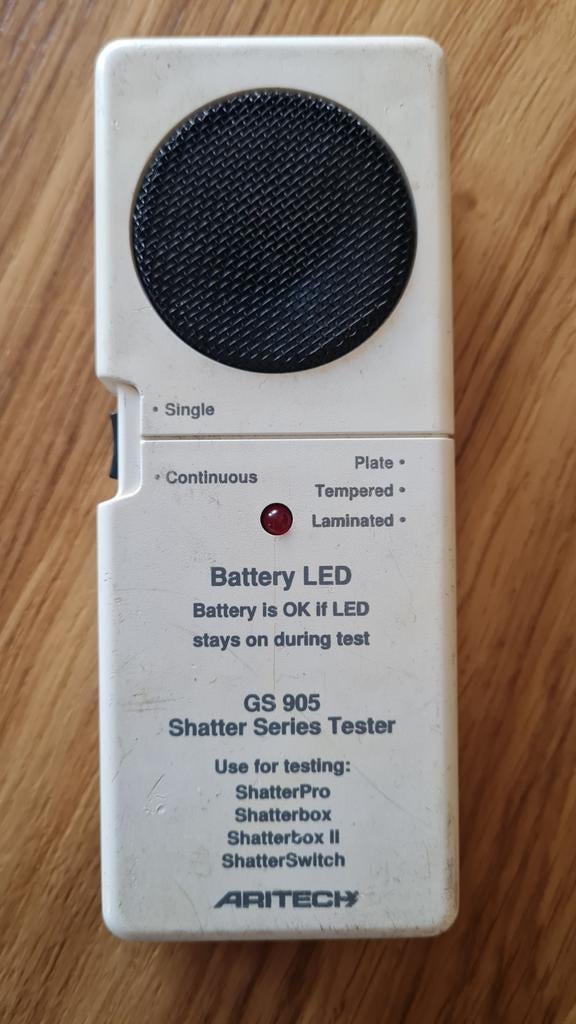 • Single
• Continuous
Plate •
Tempered •
Laminated •
Battery LED
Battery is OK if LED
stays on during test
GS 905
Shatter Series Tester
Use for testing:
ShatterPro
Shatterbox
Shatterbox II
ShatterSwitch
ARITECH